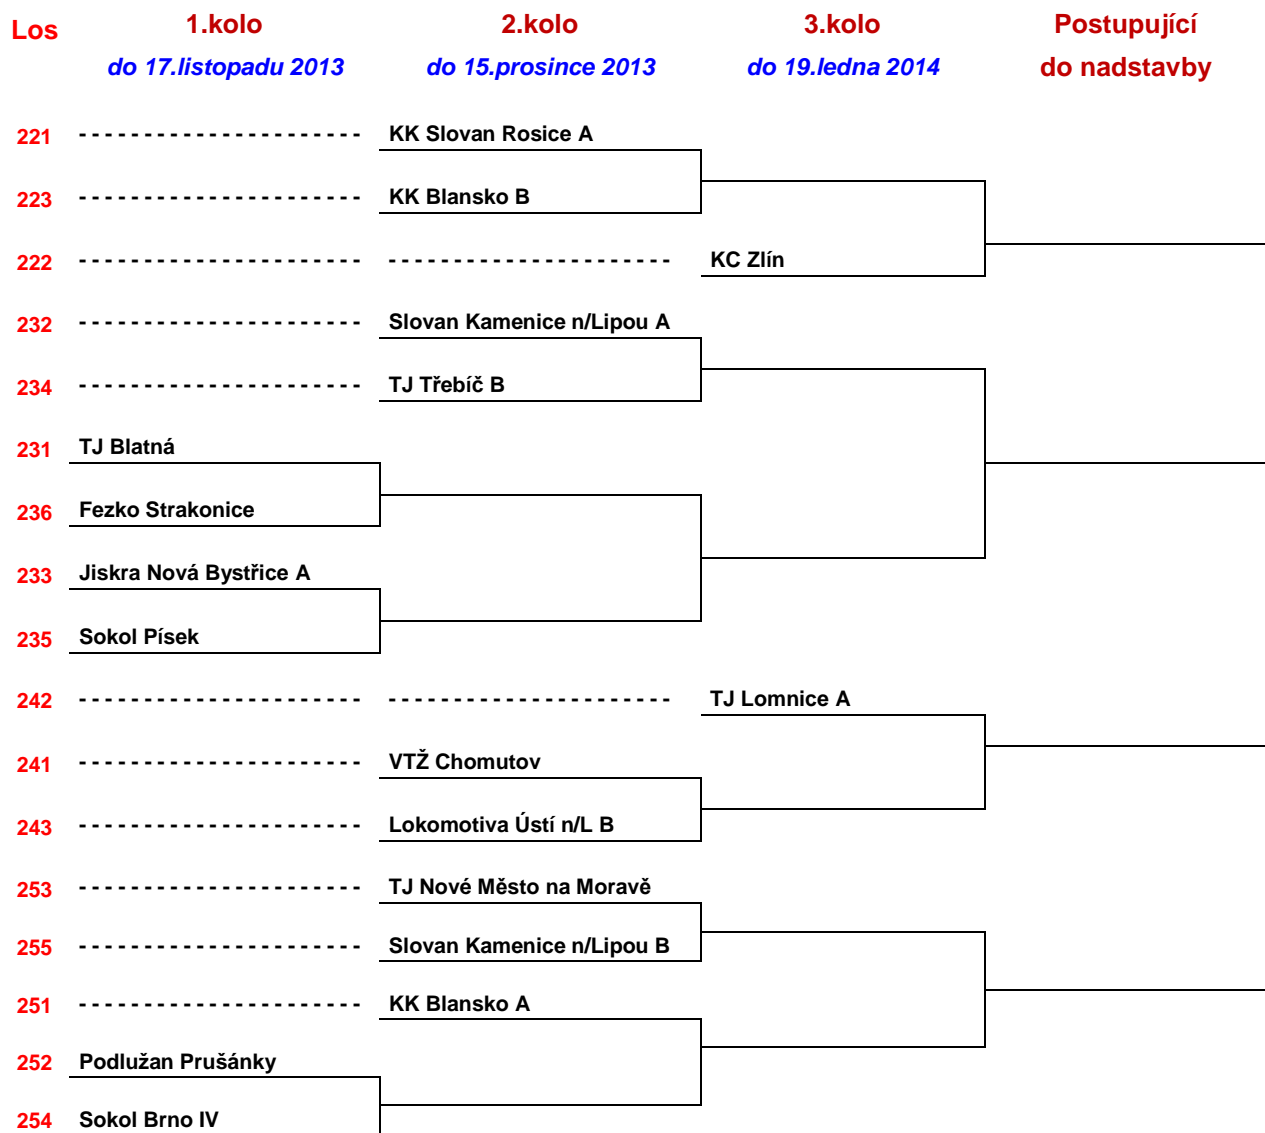 Los 1.kolo 2.kolo 3.kolo Postupující
do 17.listopadu 2013 do 15.prosince 2013 do 19.ledna 2014 do nadstavby
221 - - - - - - - - - - - - - - - - - - - - - - KK Slovan Rosice A
223 - - - - - - - - - - - - - - - - - - - - - - KK Blansko B
222 - - - - - - - - - - - - - - - - - - - - - - - - - - - - - - - - - - - - - - - - - - - - KC Zlín
232 - - - - - - - - - - - - - - - - - - - - - - Slovan Kamenice n/Lipou A
234 - - - - - - - - - - - - - - - - - - - - - - TJ Třebíč B
231 TJ Blatná
236 Fezko Strakonice
233 Jiskra Nová Bystřice A
235 Sokol Písek
242 - - - - - - - - - - - - - - - - - - - - - - - - - - - - - - - - - - - - - - - - - - - - TJ Lomnice A
241 - - - - - - - - - - - - - - - - - - - - - - VTŽ Chomutov
243 - - - - - - - - - - - - - - - - - - - - - - Lokomotiva Ústí n/L B
253 - - - - - - - - - - - - - - - - - - - - - - TJ Nové Město na Moravě
255 - - - - - - - - - - - - - - - - - - - - - - Slovan Kamenice n/Lipou B
251 - - - - - - - - - - - - - - - - - - - - - - KK Blansko A
252 Podlužan Prušánky
254 Sokol Brno IV